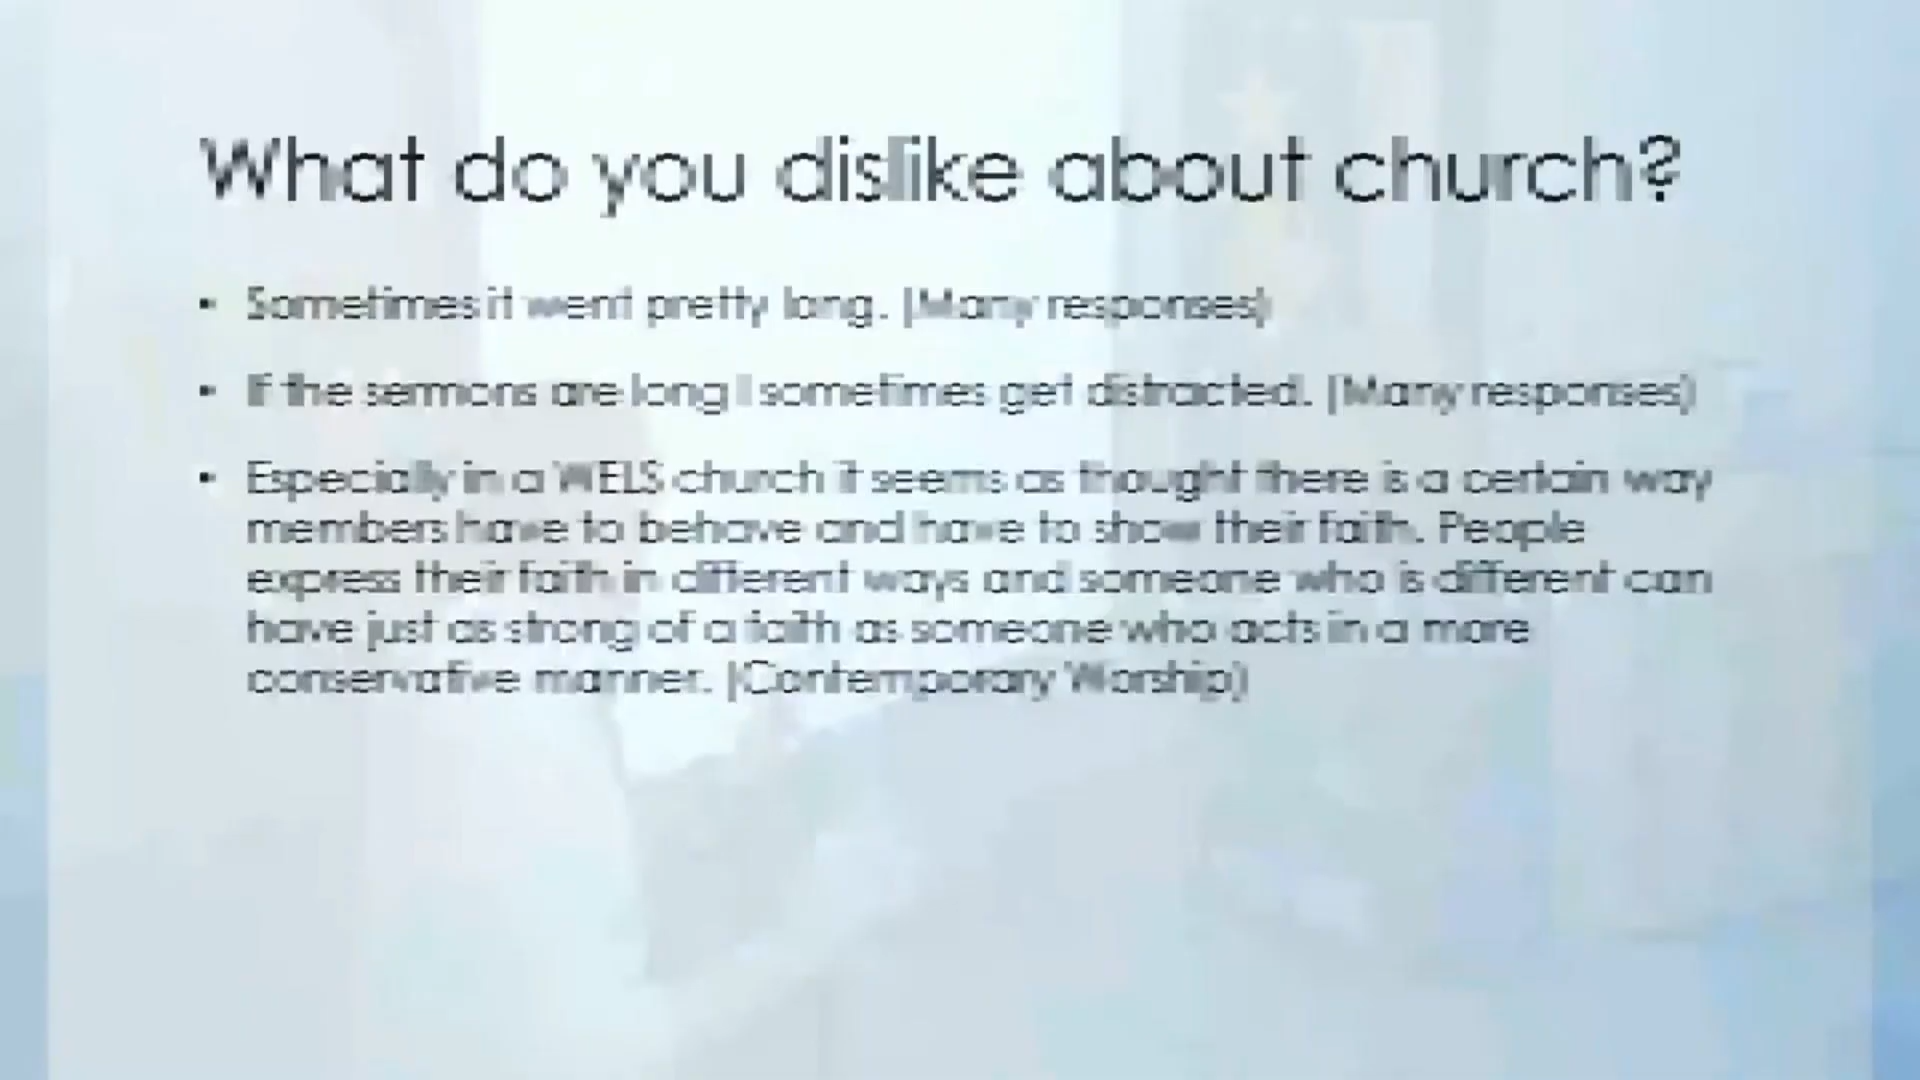 What do you dislike about church?
• Sometimes it went pretty long. (Many responses)
• If the sermons are long I sometimes get distracted. (Many responses)
• Especially in a WELS church it seems as thought there is a certain way
members have to behave and have to show their faith. People
express their faith in different ways and someone who is different can
have just as strong of a faith as someone who acts in a more
conservative manner. (Contemporary Worship)